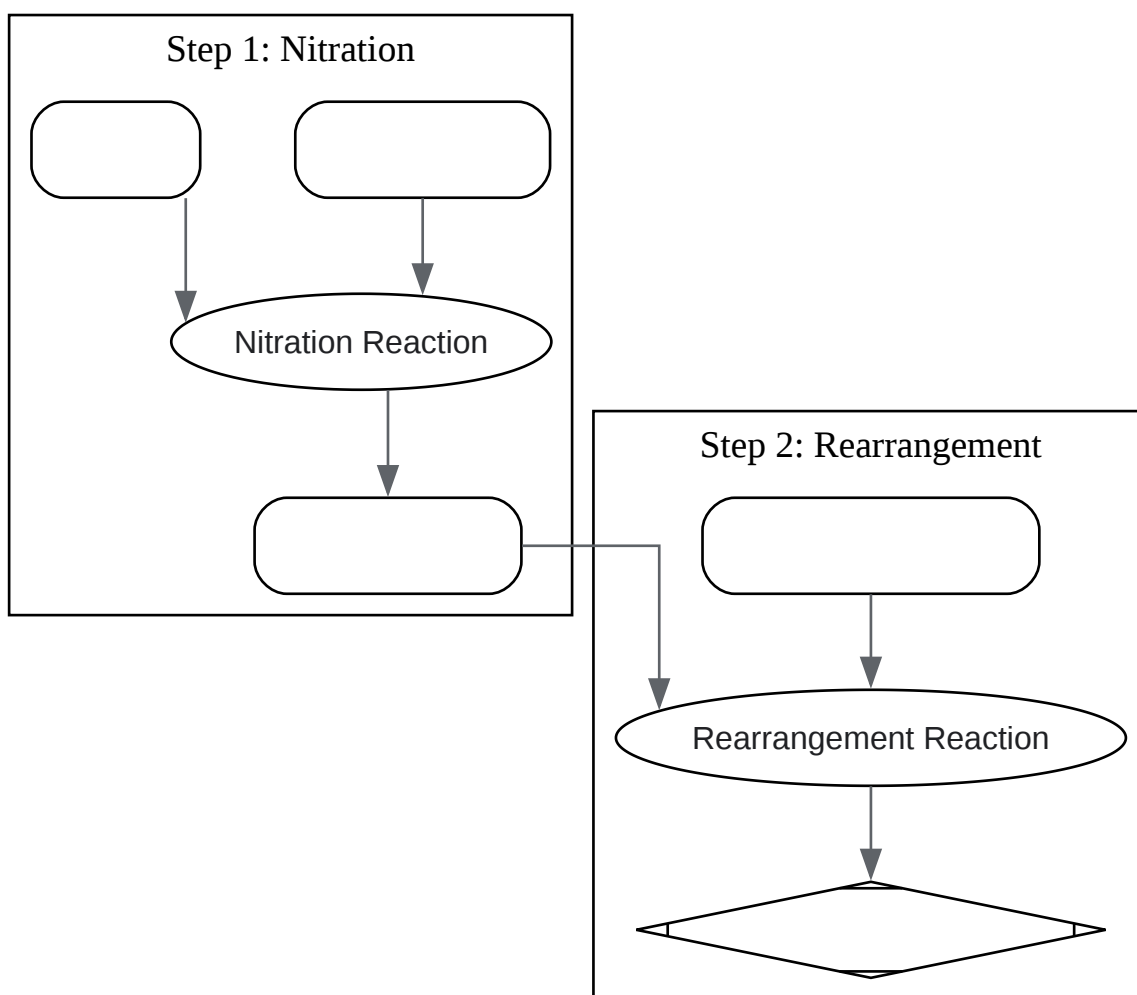 Step 1: Nitration
Nitration Reaction
Step 2: Rearrangement
Rearrangement Reaction